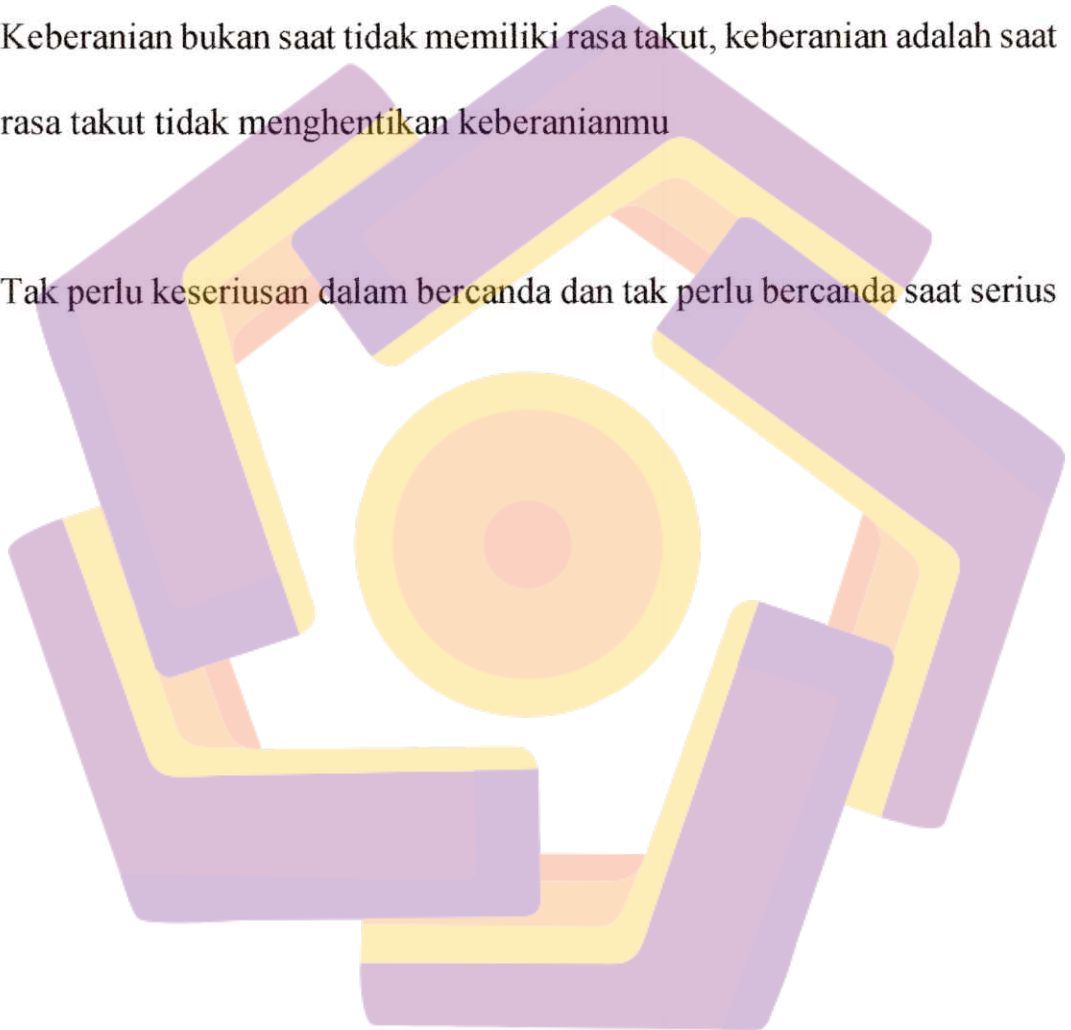 Keberanian bukan saat tidak memiliki rasa takut, keberanian adalah saat
rasa takut tidak menghentikan keberanianmu
Tak perlu keseriusan dalam bercanda dan tak perlu bercanda saat serius